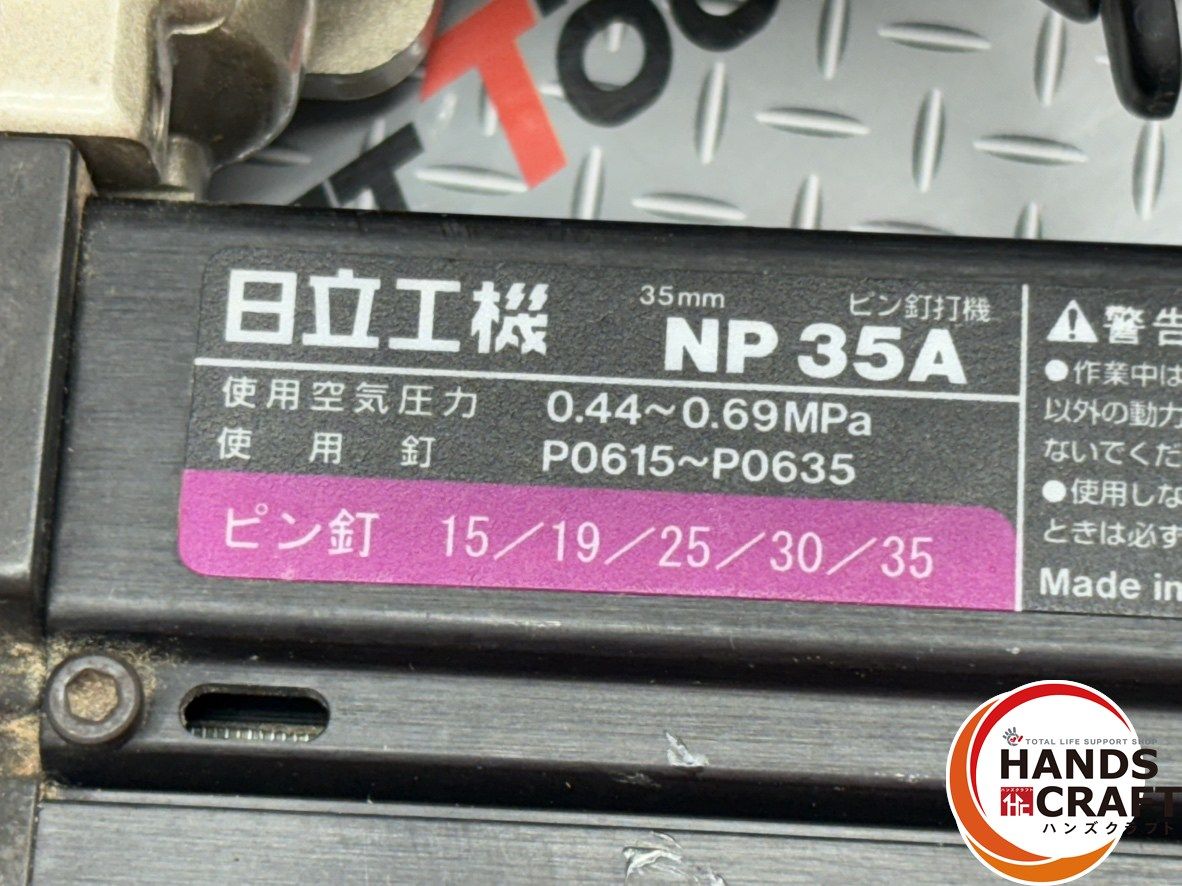 日立工機
35mm ピン釘打機
NP 35A
使用空気圧力 0.44～0.69MPa
使用釘 P0615～P0635
ピン釘 15／19／25／30／35
警告
●作業中は
以外の動力
ないでくだ
●使用しな
ときは必ず
Made in
TOTAL LIFE SUPPORT SHOP
HANDS
CRAFT
ハンズクラフト